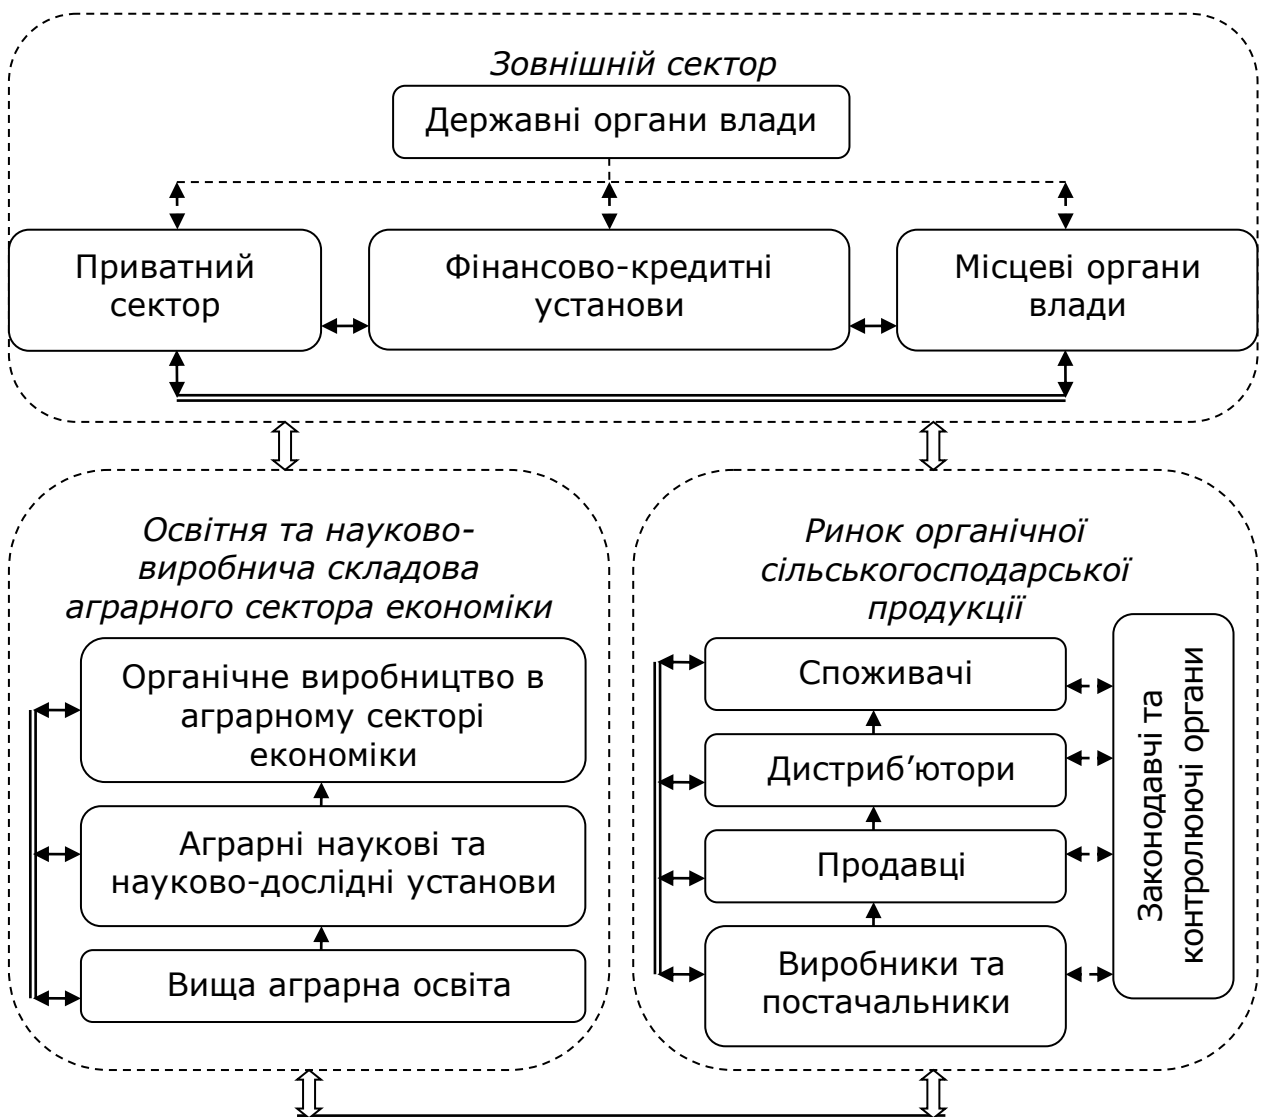 Зовнішній сектор
Державні органи влади
Приватний
сектор
Фінансово-кредитні
установи
Місцеві органи
влади
Освітня та науково-
виробнича складова
аграрного сектора економіки
Органічне виробництво в
аграрному секторі
економіки
Аграрні наукові та
науково-дослідні установи
Вища аграрна освіта
Ринок органічної
сільськогосподарської
продукції
Споживачі
Дистриб’ютори
Продавці
Виробники та
постачальники
Законодавчі та
контролюючі органи